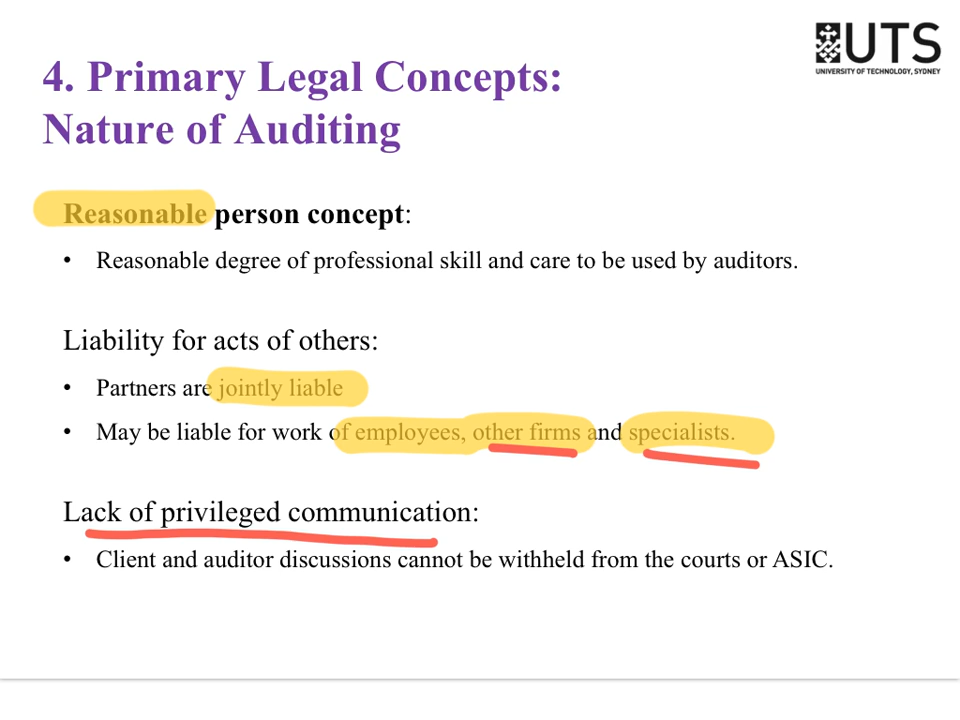 UTS
UNIVERSITY OF TECHNOLOGY, SYDNEY
4. Primary Legal Concepts:
Nature of Auditing
Reasonable person concept:
• Reasonable degree of professional skill and care to be used by auditors.
Liability for acts of others:
• Partners are jointly liable
• May be liable for work of employees, other firms and specialists.
Lack of privileged communication:
• Client and auditor discussions cannot be withheld from the courts or ASIC.